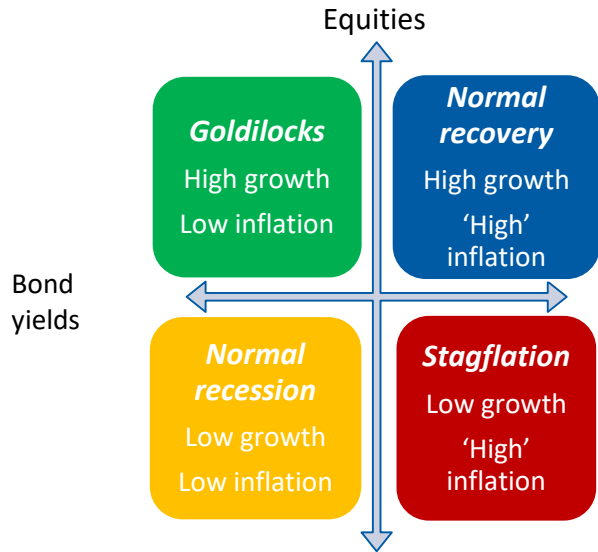 Equities
Goldilocks
High growth
Low inflation
Normal
recovery
High growth
‘High’
inflation
Bond
yields
Normal
recession
Low growth
Low inflation
Stagflation
Low growth
‘High’
inflation